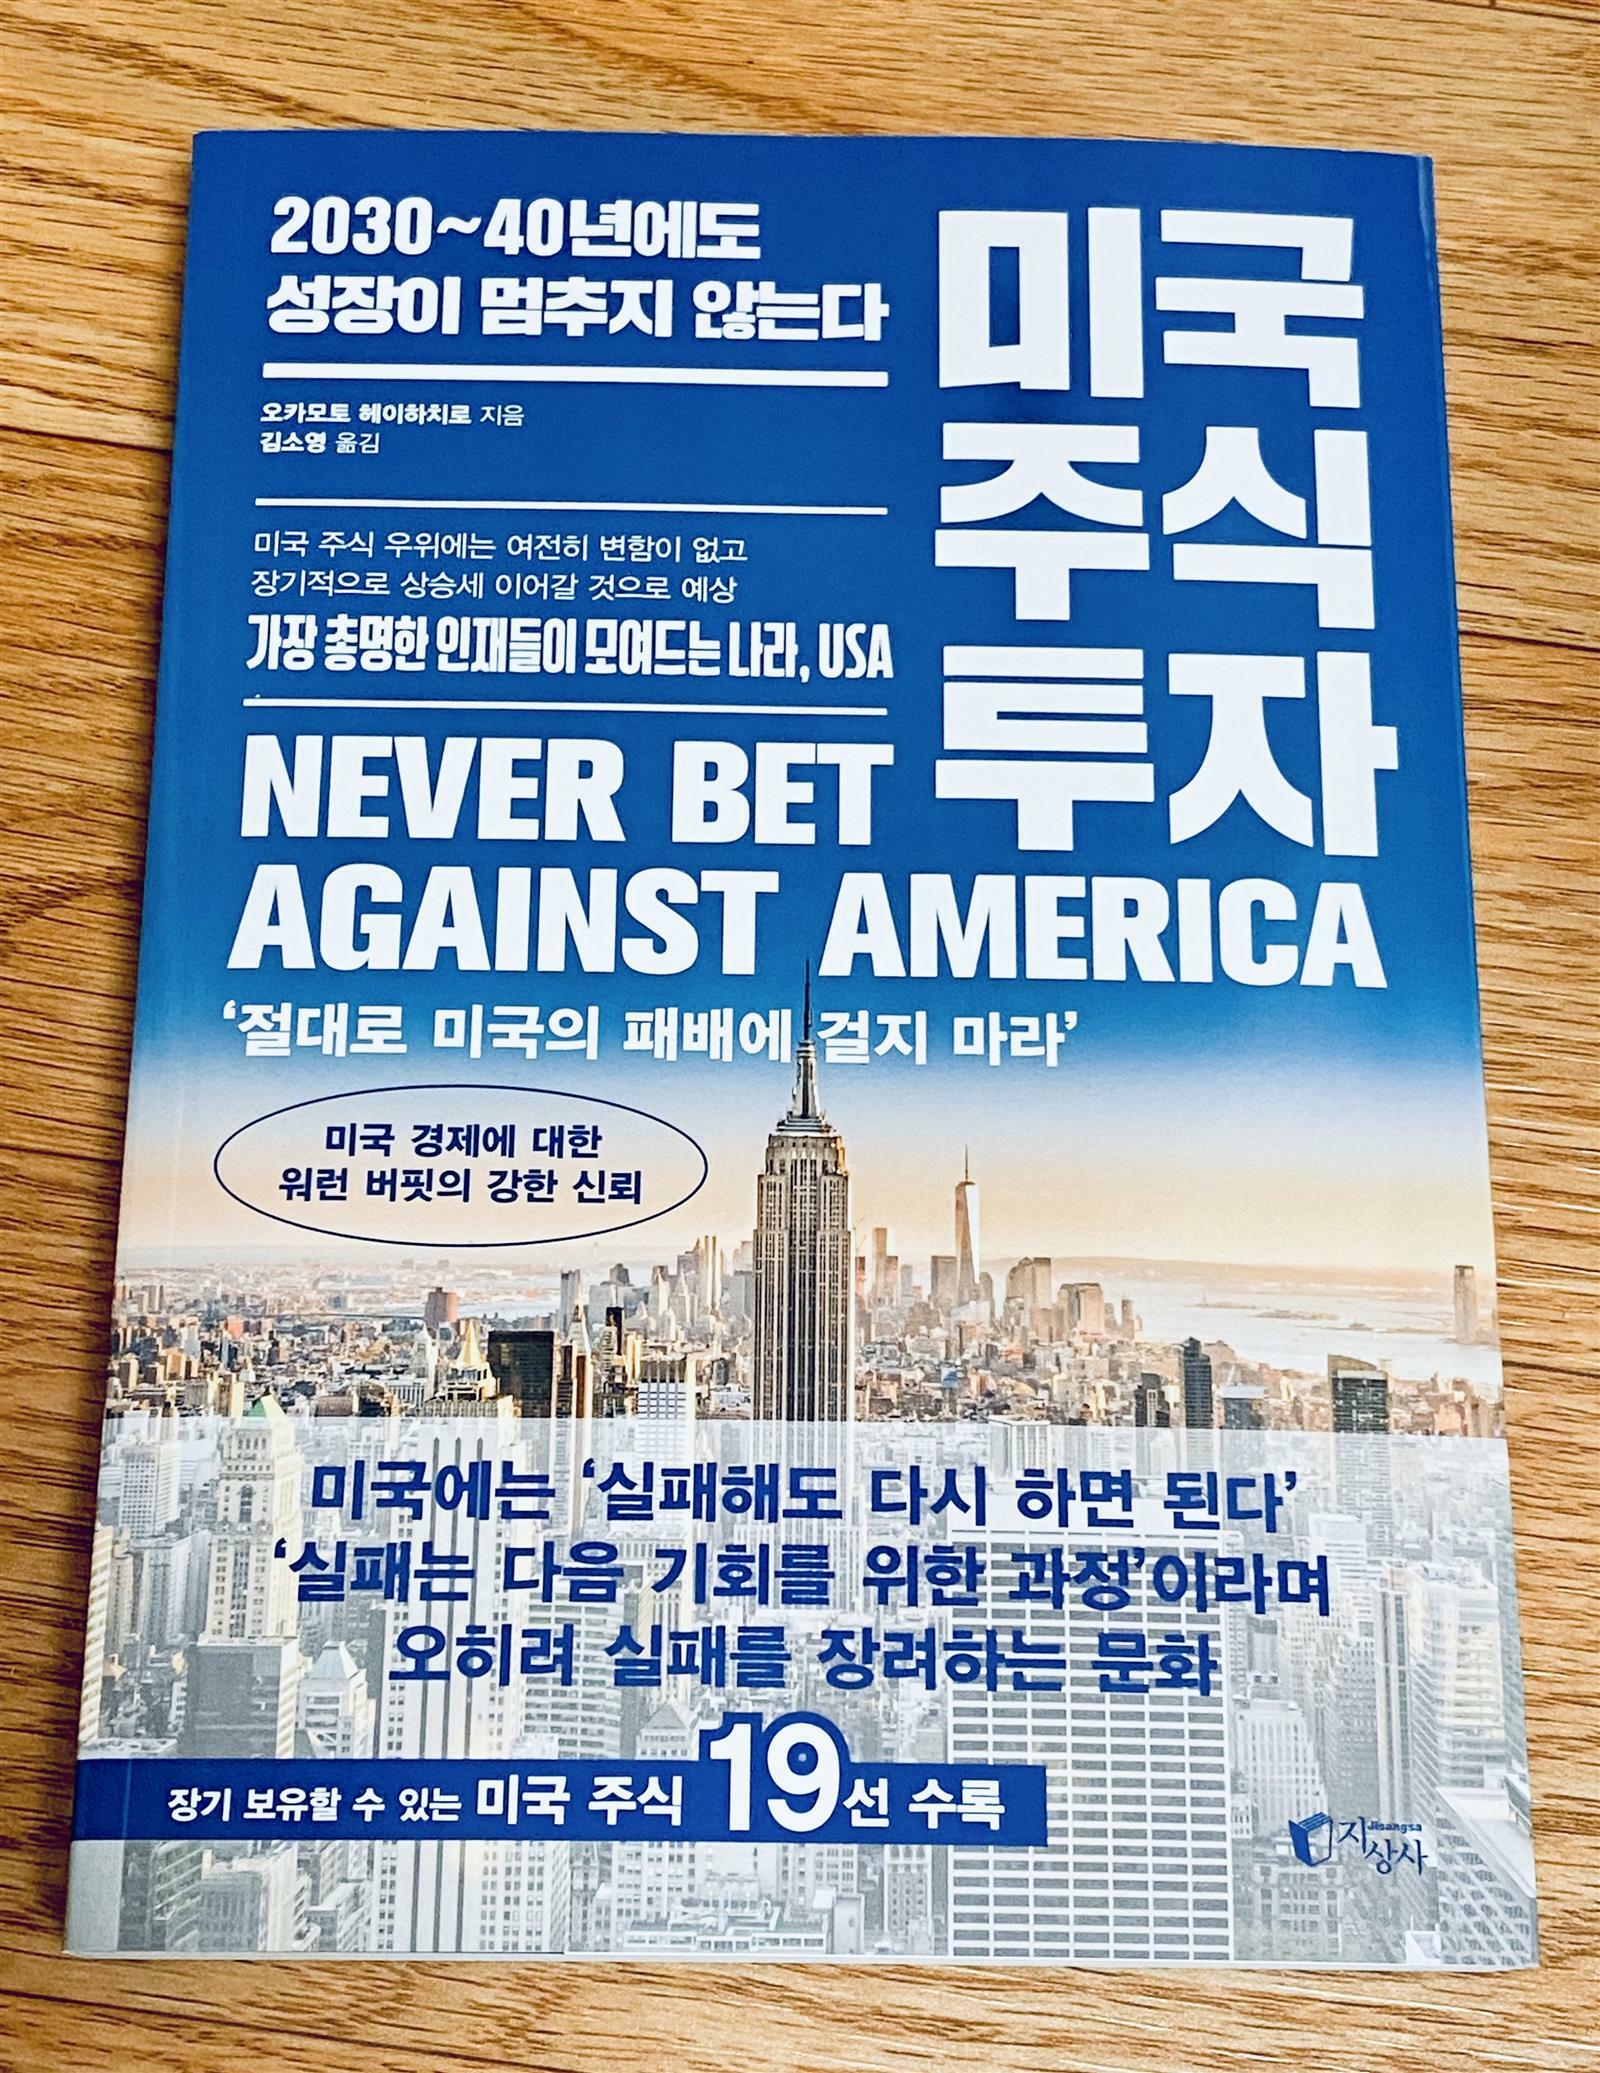 2030~40년에도
성장이 멈추지 않는다
미국
주식
투자
오카모토 헤이하치로 지음
김소영 옮김
미국 주식 우위에는 여전히 변함이 없고
장기적으로 상승세 이어갈 것으로 예상
가장 총명한 인재들이 모여드는 나라, USA
NEVER BET
AGAINST AMERICA
‘절대로 미국의 패배에 걸지 마라’
미국 경제에 대한
워런 버핏의 강한 신뢰
미국에는 ‘실패해도 다시 하면 된다’
‘실패는 다음 기회를 위한 과정’이라며
오히려 실패를 장려하는 문화
장기 보유할 수 있는 미국 주식 19선 수록
Jisangsa
지상사